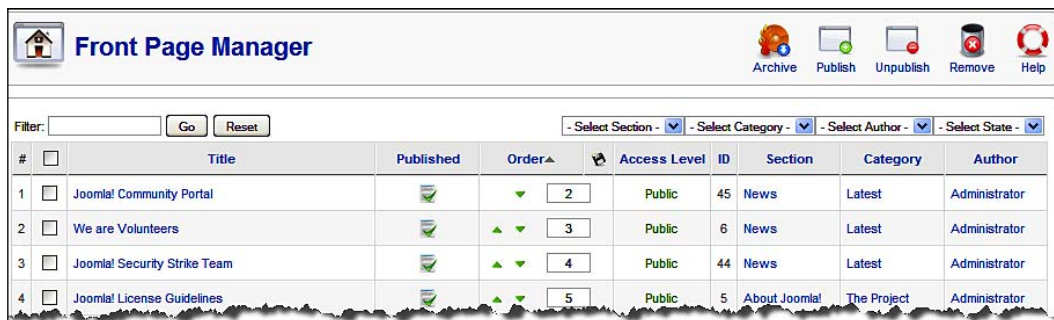 Front Page Manager
Archive Publish Unpublish Remove Help
Filter: Go Reset - Select Section - - Select Category - - Select Author - - Select State -
# Title Published Order Access Level ID Section Category Author
1 Joomla! Community Portal 2 Public 45 News Latest Administrator
2 We are Volunteers 3 Public 6 News Latest Administrator
3 Joomla! Security Strike Team 4 Public 44 News Latest Administrator
4 Joomla! License Guidelines 5 Public 5 About Joomla! The Project Administrator